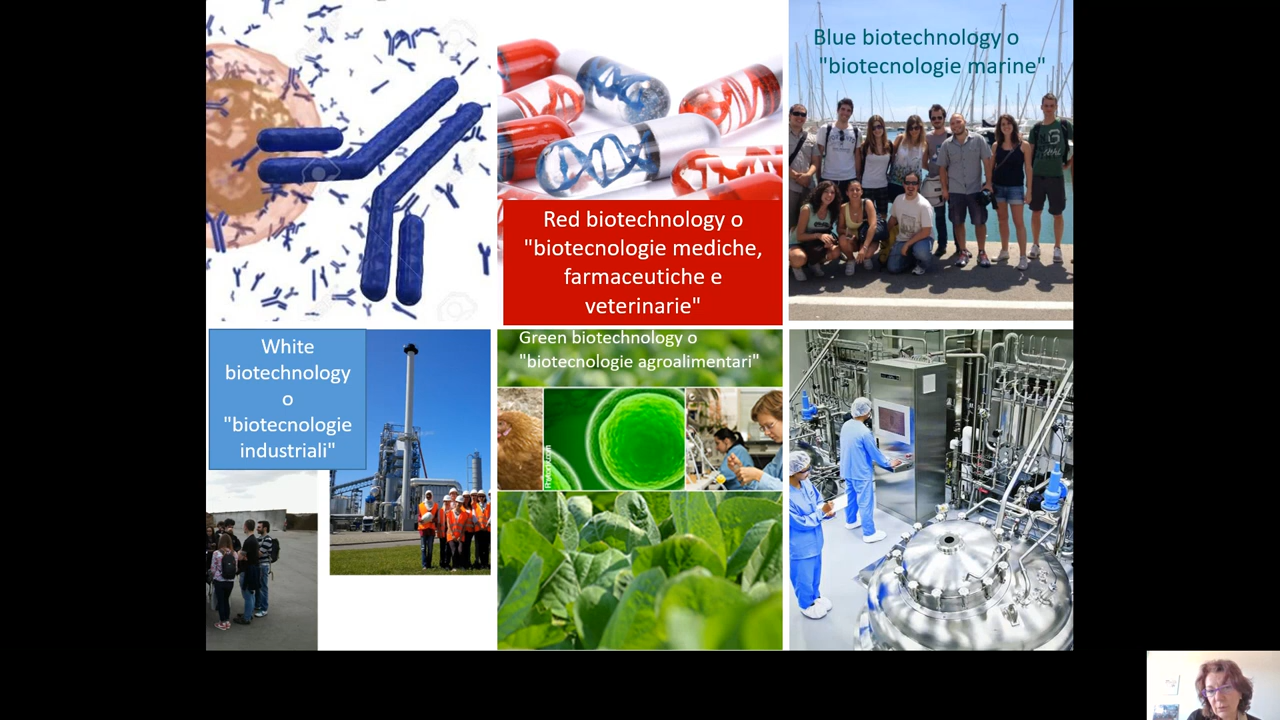 Blue biotechnology o
"biotecnologie marine"
Red biotechnology o
"biotecnologie mediche,
farmaceutiche e
veterinarie"
White
biotechnology
o
"biotecnologie
industriali"
Green biotechnology o
"biotecnologie agroalimentari"